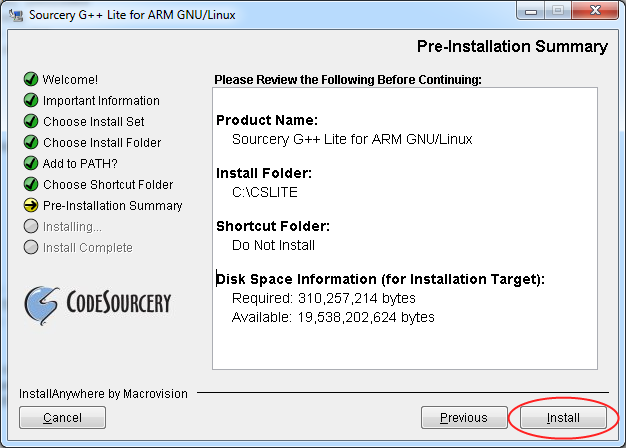 Sourcery G++ Lite for ARM GNU/Linux
Pre-Installation Summary
Welcome!
Important Information
Choose Install Set
Choose Install Folder
Add to PATH?
Choose Shortcut Folder
Pre-Installation Summary
Installing...
Install Complete
CODESOURCERY
Please Review the Following Before Continuing:
Product Name:
Sourcery G++ Lite for ARM GNU/Linux
Install Folder:
C:\CSLITE
Shortcut Folder:
Do Not Install
Disk Space Information (for Installation Target):
Required: 310,257,214 bytes
Available: 19,538,202,624 bytes
InstallAnywhere by Macrovision
Cancel
Previous
Install